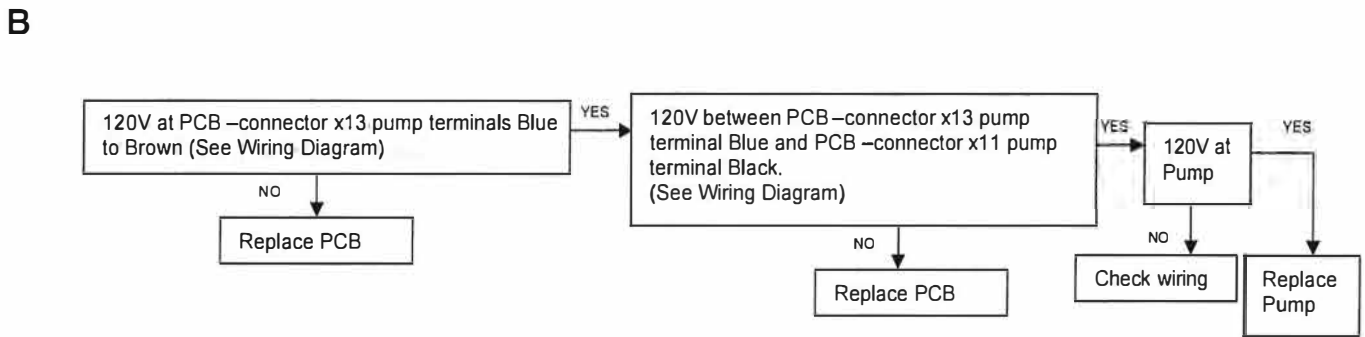 B
120V at PCB –connector x13 pump terminals Blue
to Brown (See Wiring Diagram)
YES
NO
Replace PCB
120V between PCB –connector x13 pump
terminal Blue and PCB –connector x11 pump
terminal Black.
(See Wiring Diagram)
YES
NO
Replace PCB
120V at
Pump
YES
NO
Check wiring
Replace
Pump